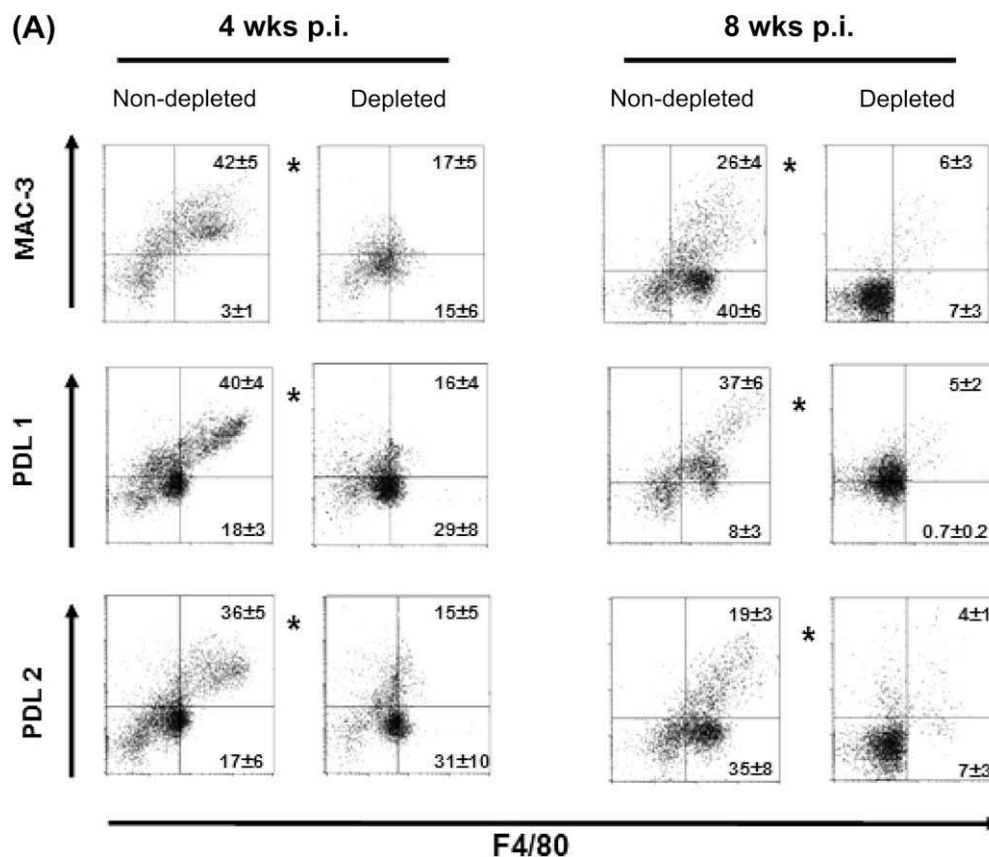 (A)
4 wks p.i. 8 wks p.i.
Non-depleted Depleted Non-depleted Depleted
MAC-3
42±5 * 17±5 26±4 * 6±3
3±1 15±6 40±6 7±3
PDL 1
40±4 * 16±4 37±6 * 5±2
18±3 29±8 8±3 0.7±0.2
PDL 2
36±5 * 15±5 19±3 * 4±1
17±6 31±10 35±8 7±3
F4/80